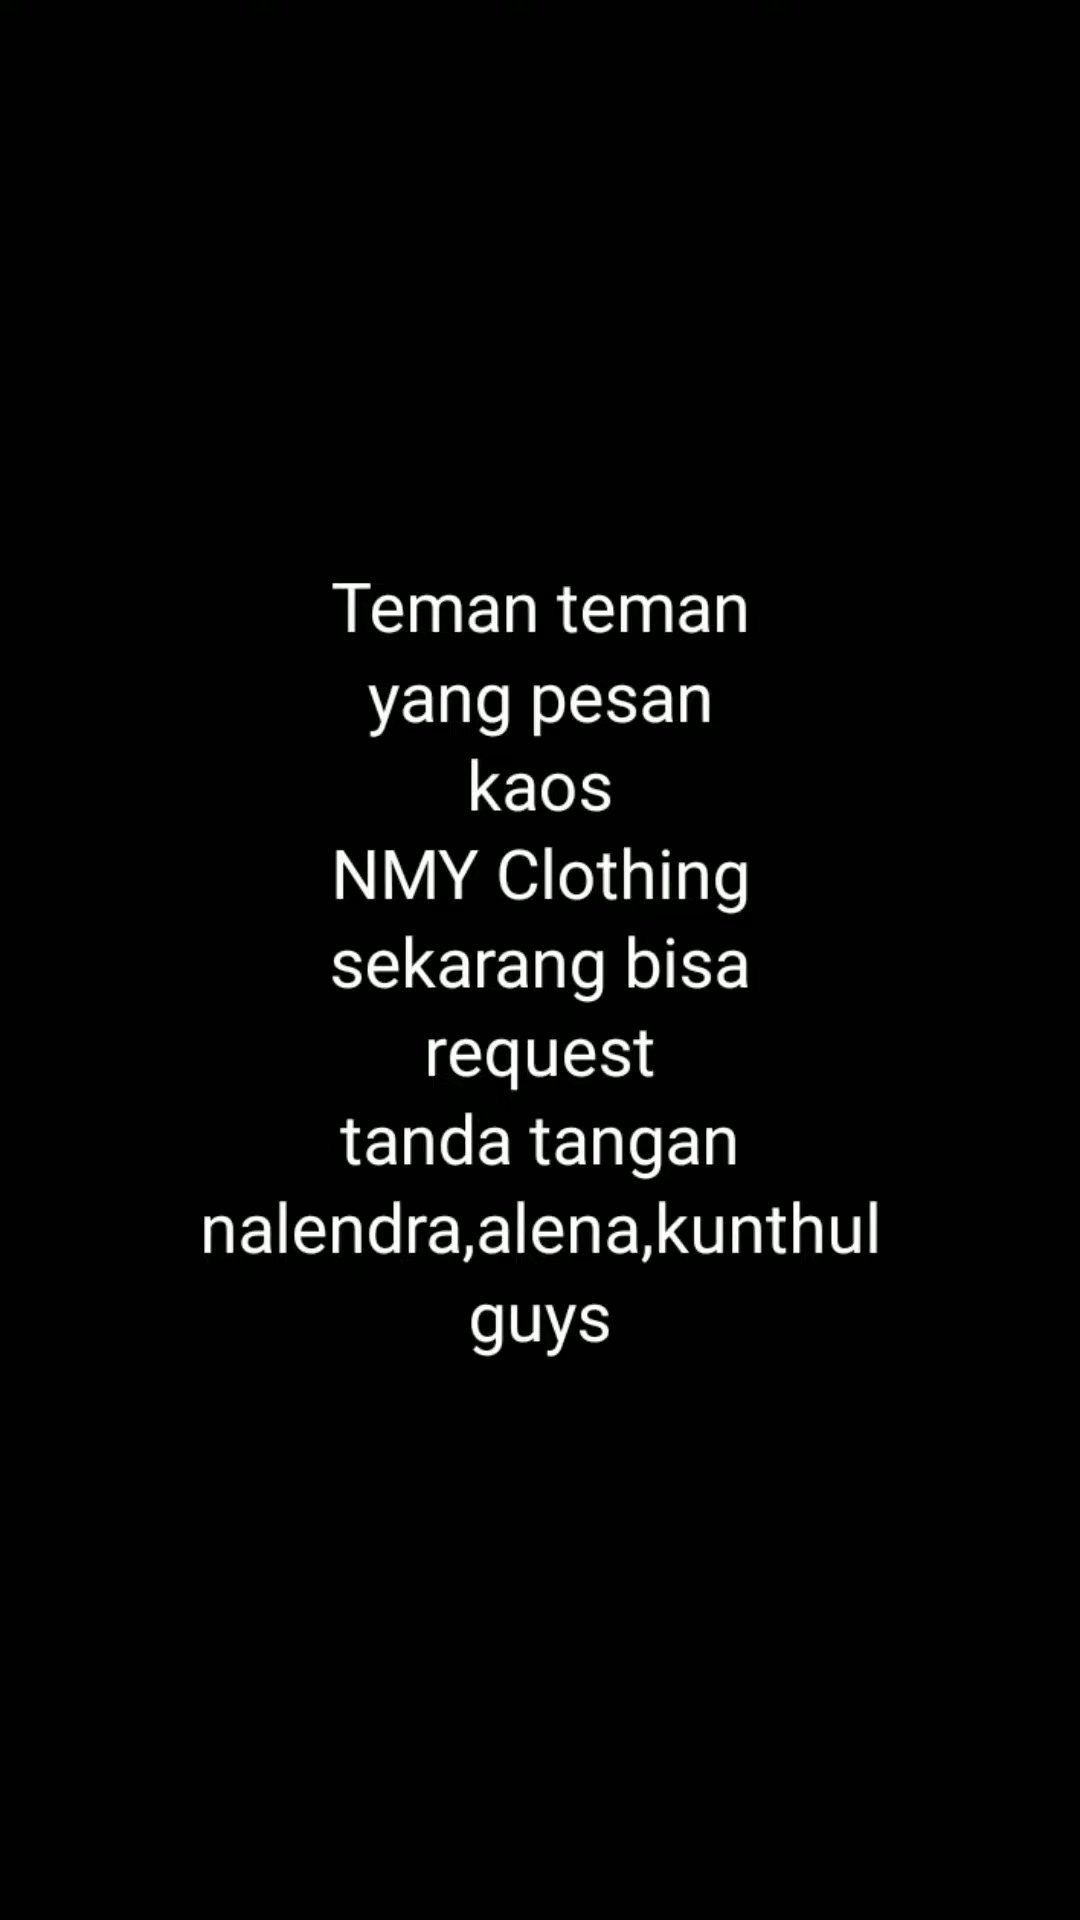 Teman teman
yang pesan
kaos
NMY Clothing
sekarang bisa
request
tanda tangan
nalendra,alena,kunthul
guys